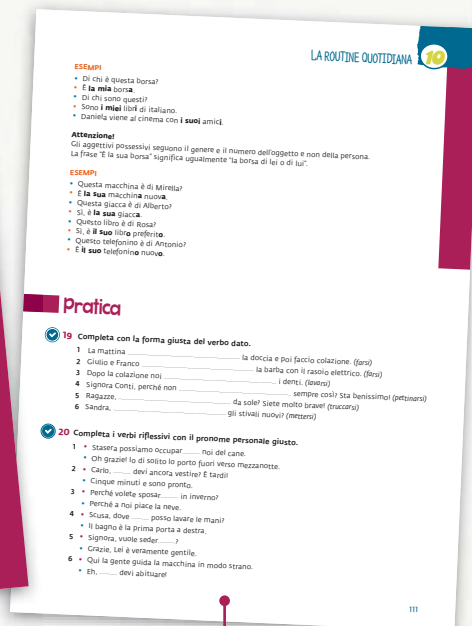 LA ROUTINE QUOTIDIANA 10
ESEMPI
• Di chi è questa borsa?
• È la mia borsa.
• Di chi sono questi?
• Sono i miei libri di italiano.
• Daniela viene al cinema con i suoi amici.
Attenzione!
Gli aggettivi possessivi seguono il genere e il numero dell'oggetto e non della persona.
La frase "È la sua borsa" significa ugualmente "la borsa di lei o di lui".
ESEMPI
• Questa macchina è di Mirella?
• È la sua macchina nuova.
• Questa giacca è di Alberto?
• Sì, è la sua giacca.
• Questo libro è di Rosa?
• Sì, è il suo libro preferito.
• Questo telefonino è di Antonio?
• È il suo telefonino nuovo.
Pratica
19 Completa con la forma giusta del verbo dato.
1 La mattina ______ la doccia e poi faccio colazione. (farsi)
2 Giulio e Franco ______ la barba con il rasoio elettrico. (farsi)
3 Dopo la colazione noi ______ i denti. (lavarsi)
4 Signora Conti, perché non ______ sempre così? Sta benissimo! (pettinarsi)
5 Ragazze, ______ da sole? Siete molto brave! (truccarsi)
6 Sandra, ______ gli stivali nuovi? (mettersi)
20 Completa i verbi riflessivi con il pronome personale giusto.
1 • Stasera possiamo occupar____ noi del cane.
• Oh grazie! Io di solito lo porto fuori verso mezzanotte.
2 • Carlo, ____ devi ancora vestire? È tardi!
• Cinque minuti e sono pronto.
3 • Perché volete sposar____ in inverno?
• Perché a noi piace la neve.
4 • Scusa, dove ____ posso lavare le mani?
• Il bagno è la prima porta a destra.
5 • Signora, vuole seder____?
• Grazie, Lei è veramente gentile.
6 • Qui la gente guida la macchina in modo strano.
• Eh, ____ devi abituare!
111